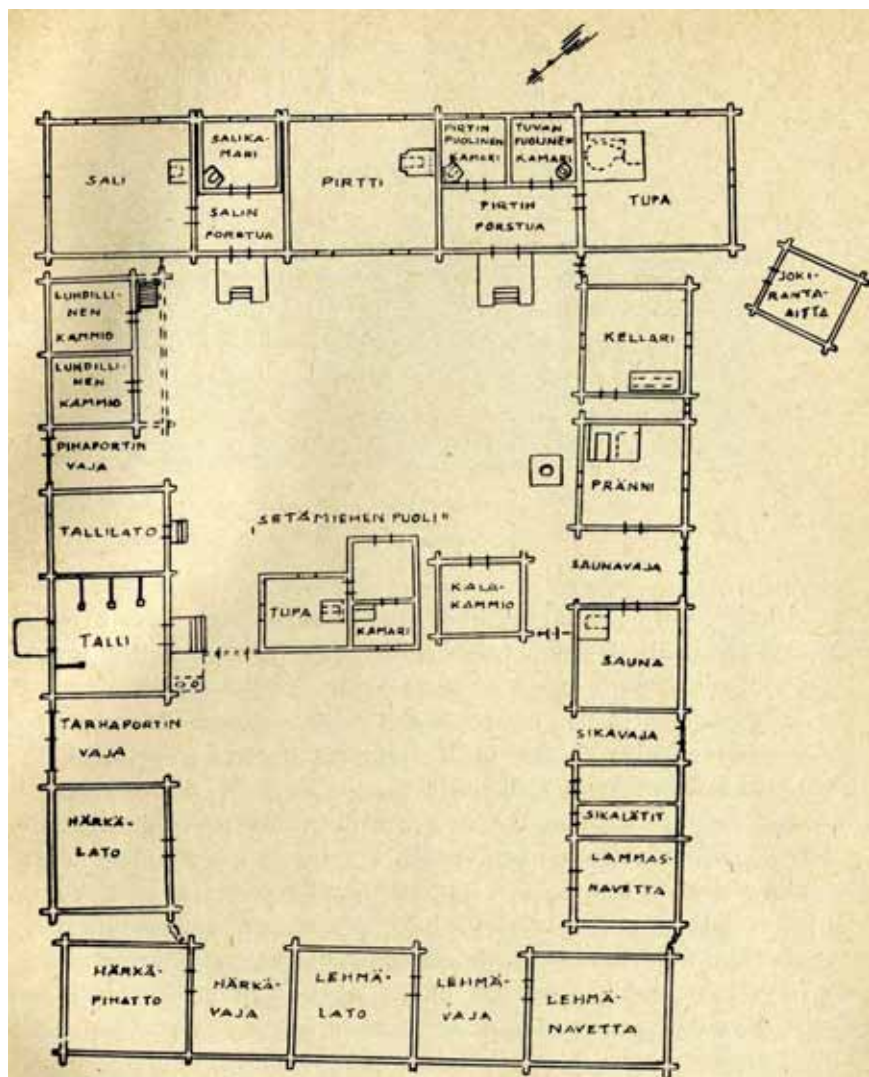 SALI
SALIKA-
MARI
SALIN
PORSTUA
PIRTTI
PIRTIN
PUOLINEN
KAMARI
TUVAN
PUOLINEN
KAMARI
PIRTIN
PORSTUA
TUPA
JOKI-
RANTA-
AITTA
LUHDILLI-
NEN
KAMMIO
LUHDILLI-
NEN
KAMMIO
KELLARI
PIHAPORTIN
VAJA
PRÄNNI
TALLILATO
„SETÄMIEHEN PUOLI"
SAUNAVAJA
TUPA
KAMARI
KALA-
KAMMIO
TALLI
SAUNA
TARHAPORTIN
VAJA
SIKAVAJA
HÄRKÄ-
LATO
SIKALÄTIT
LAMMAS-
NAVETTA
HÄRKÄ-
PIHATTO
HÄRKÄ-
VAJA
LEHMÄ-
LATO
LEHMÄ-
VAJA
LEHMÄ-
NAVETTA